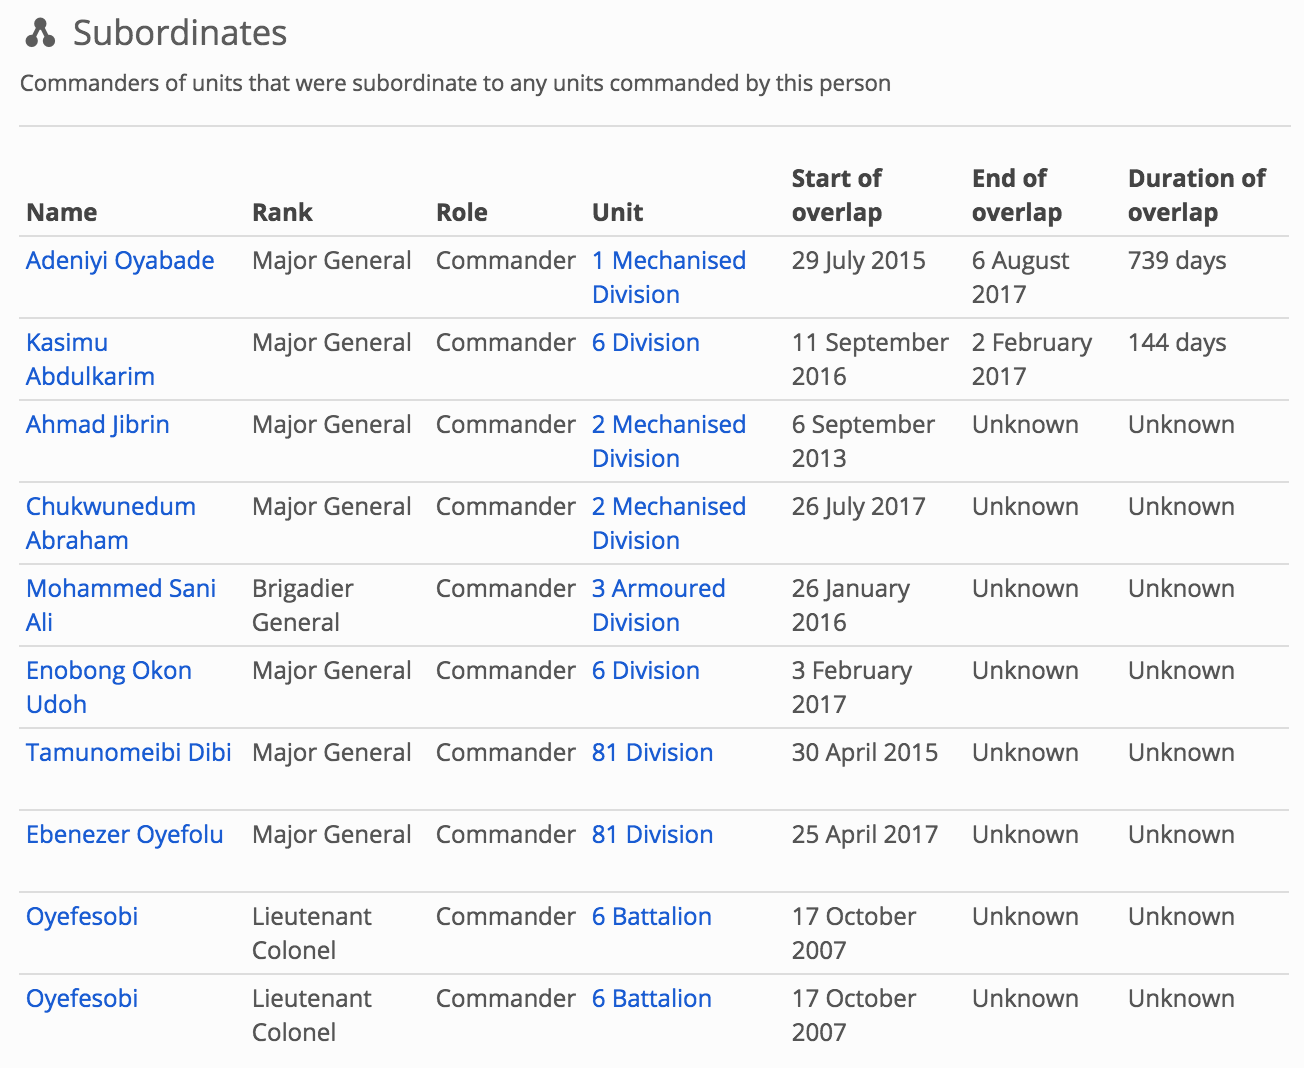 Subordinates
Commanders of units that were subordinate to any units commanded by this person
Name Rank Role Unit Start of overlap End of overlap Duration of overlap
Adeniyi Oyabade Major General Commander 1 Mechanised Division 29 July 2015 6 August 2017 739 days
Kasimu Abdulkarim Major General Commander 6 Division 11 September 2016 2 February 2017 144 days
Ahmad Jibrin Major General Commander 2 Mechanised Division 6 September 2013 Unknown Unknown
Chukwunedum Abraham Major General Commander 2 Mechanised Division 26 July 2017 Unknown Unknown
Mohammed Sani Ali Brigadier General Commander 3 Armoured Division 26 January 2016 Unknown Unknown
Enobong Okon Udoh Major General Commander 6 Division 3 February 2017 Unknown Unknown
Tamunomeibi Dibi Major General Commander 81 Division 30 April 2015 Unknown Unknown
Ebenezer Oyefolu Major General Commander 81 Division 25 April 2017 Unknown Unknown
Oyefesobi Lieutenant Colonel Commander 6 Battalion 17 October 2007 Unknown Unknown
Oyefesobi Lieutenant Colonel Commander 6 Battalion 17 October 2007 Unknown Unknown